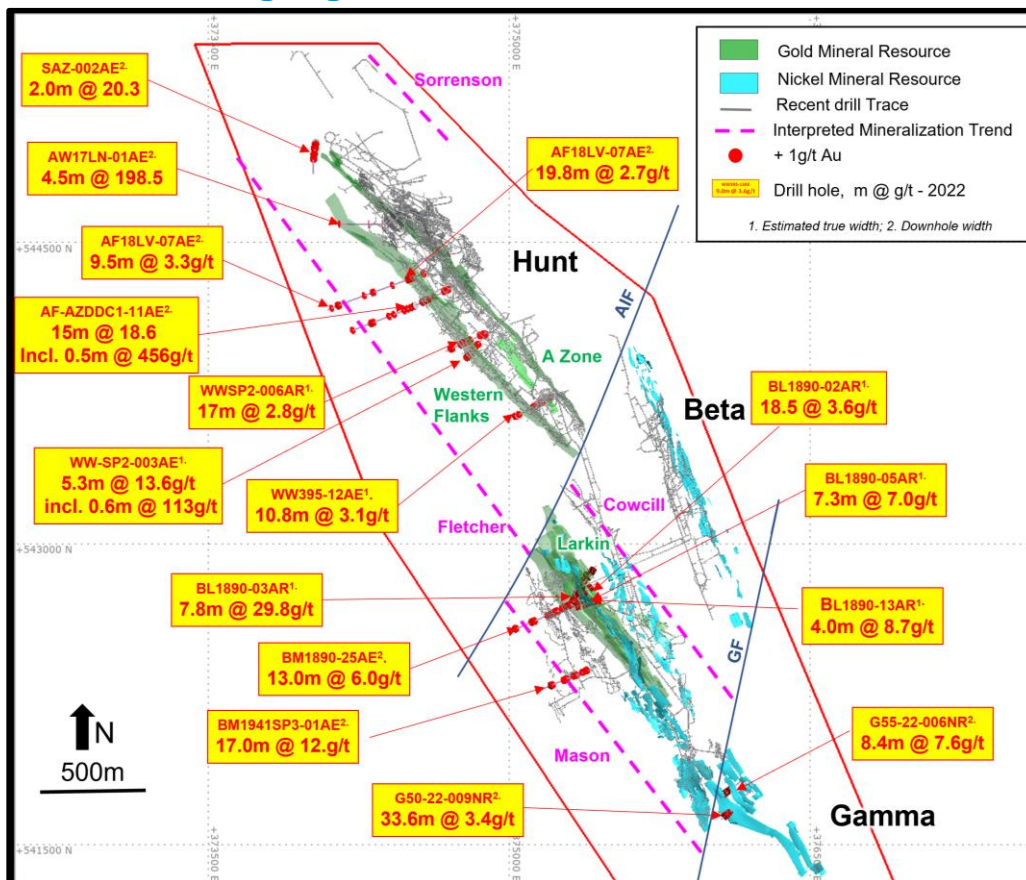 +373500 E
+375000 E
Gold Mineral Resource
Nickel Mineral Resource
Recent drill Trace
Interpreted Mineralization Trend
+ 1g/t Au
Drill hole, m @ g/t - 2022
1. Estimated true width; 2. Downhole width
SAZ-002AE2.
2.0m @ 20.3
Sorrenson
AW17LN-01AE2.
4.5m @ 198.5
AF18LV-07AE2.
19.8m @ 2.7g/t
+544500 N
AF18LV-07AE2.
9.5m @ 3.3g/t
Hunt
AF-AZDDC1-11AE2.
15m @ 18.6
Incl. 0.5m @ 456g/t
AIF
A Zone
WWSP2-006AR1.
17m @ 2.8g/t
Western
Flanks
Beta
BL1890-02AR1.
18.5 @ 3.6g/t
WW-SP2-003AE1.
5.3m @ 13.6g/t
incl. 0.6m @ 113g/t
WW395-12AE1.
10.8m @ 3.1g/t
BL1890-05AR1.
7.3m @ 7.0g/t
Fletcher
Cowcill
Larkin
+543000 N
BL1890-03AR1.
7.8m @ 29.8g/t
BL1890-13AR1.
4.0m @ 8.7g/t
BM1890-25AE2.
13.0m @ 6.0g/t
GF
BM1941SP3-01AE2.
17.0m @ 12.g/t
Mason
G55-22-006NR2.
8.4m @ 7.6g/t
N
500m
G50-22-009NR2.
33.6m @ 3.4g/t
Gamma
+541500 N
+373500 E
+375000 E